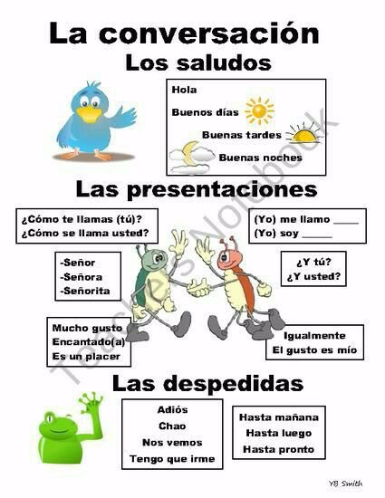 La conversación
Los saludos
Hola
Buenos días
Buenas tardes
Buenas noches
Las presentaciones
¿Cómo te llamas (tú)?
¿Cómo se llama usted?
(Yo) me llamo ____
(Yo) soy _____
-Señor
-Señora
-Señorita
¿Y tú?
¿Y usted?
Mucho gusto
Encantado(a)
Es un placer
Igualmente
El gusto es mío
Las despedidas
Adiós
Chao
Nos vemos
Tengo que irme
Hasta mañana
Hasta luego
Hasta pronto
YB Smith
Teacher's Notebook